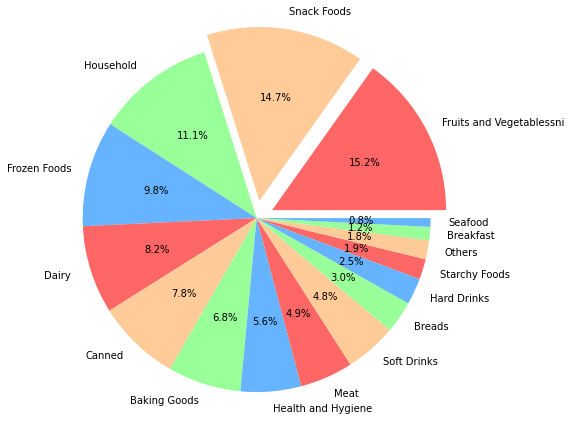 Snack Foods
14.7%
Household
11.1%
Fruits and Vegetablessni
15.2%
Frozen Foods
9.8%
Dairy
8.2%
Canned
7.8%
Baking Goods
6.8%
Health and Hygiene
5.6%
Meat
4.9%
Soft Drinks
4.8%
Breads
3.0%
Hard Drinks
2.5%
Starchy Foods
1.9%
Others
1.8%
Breakfast
1.2%
Seafood
0.8%